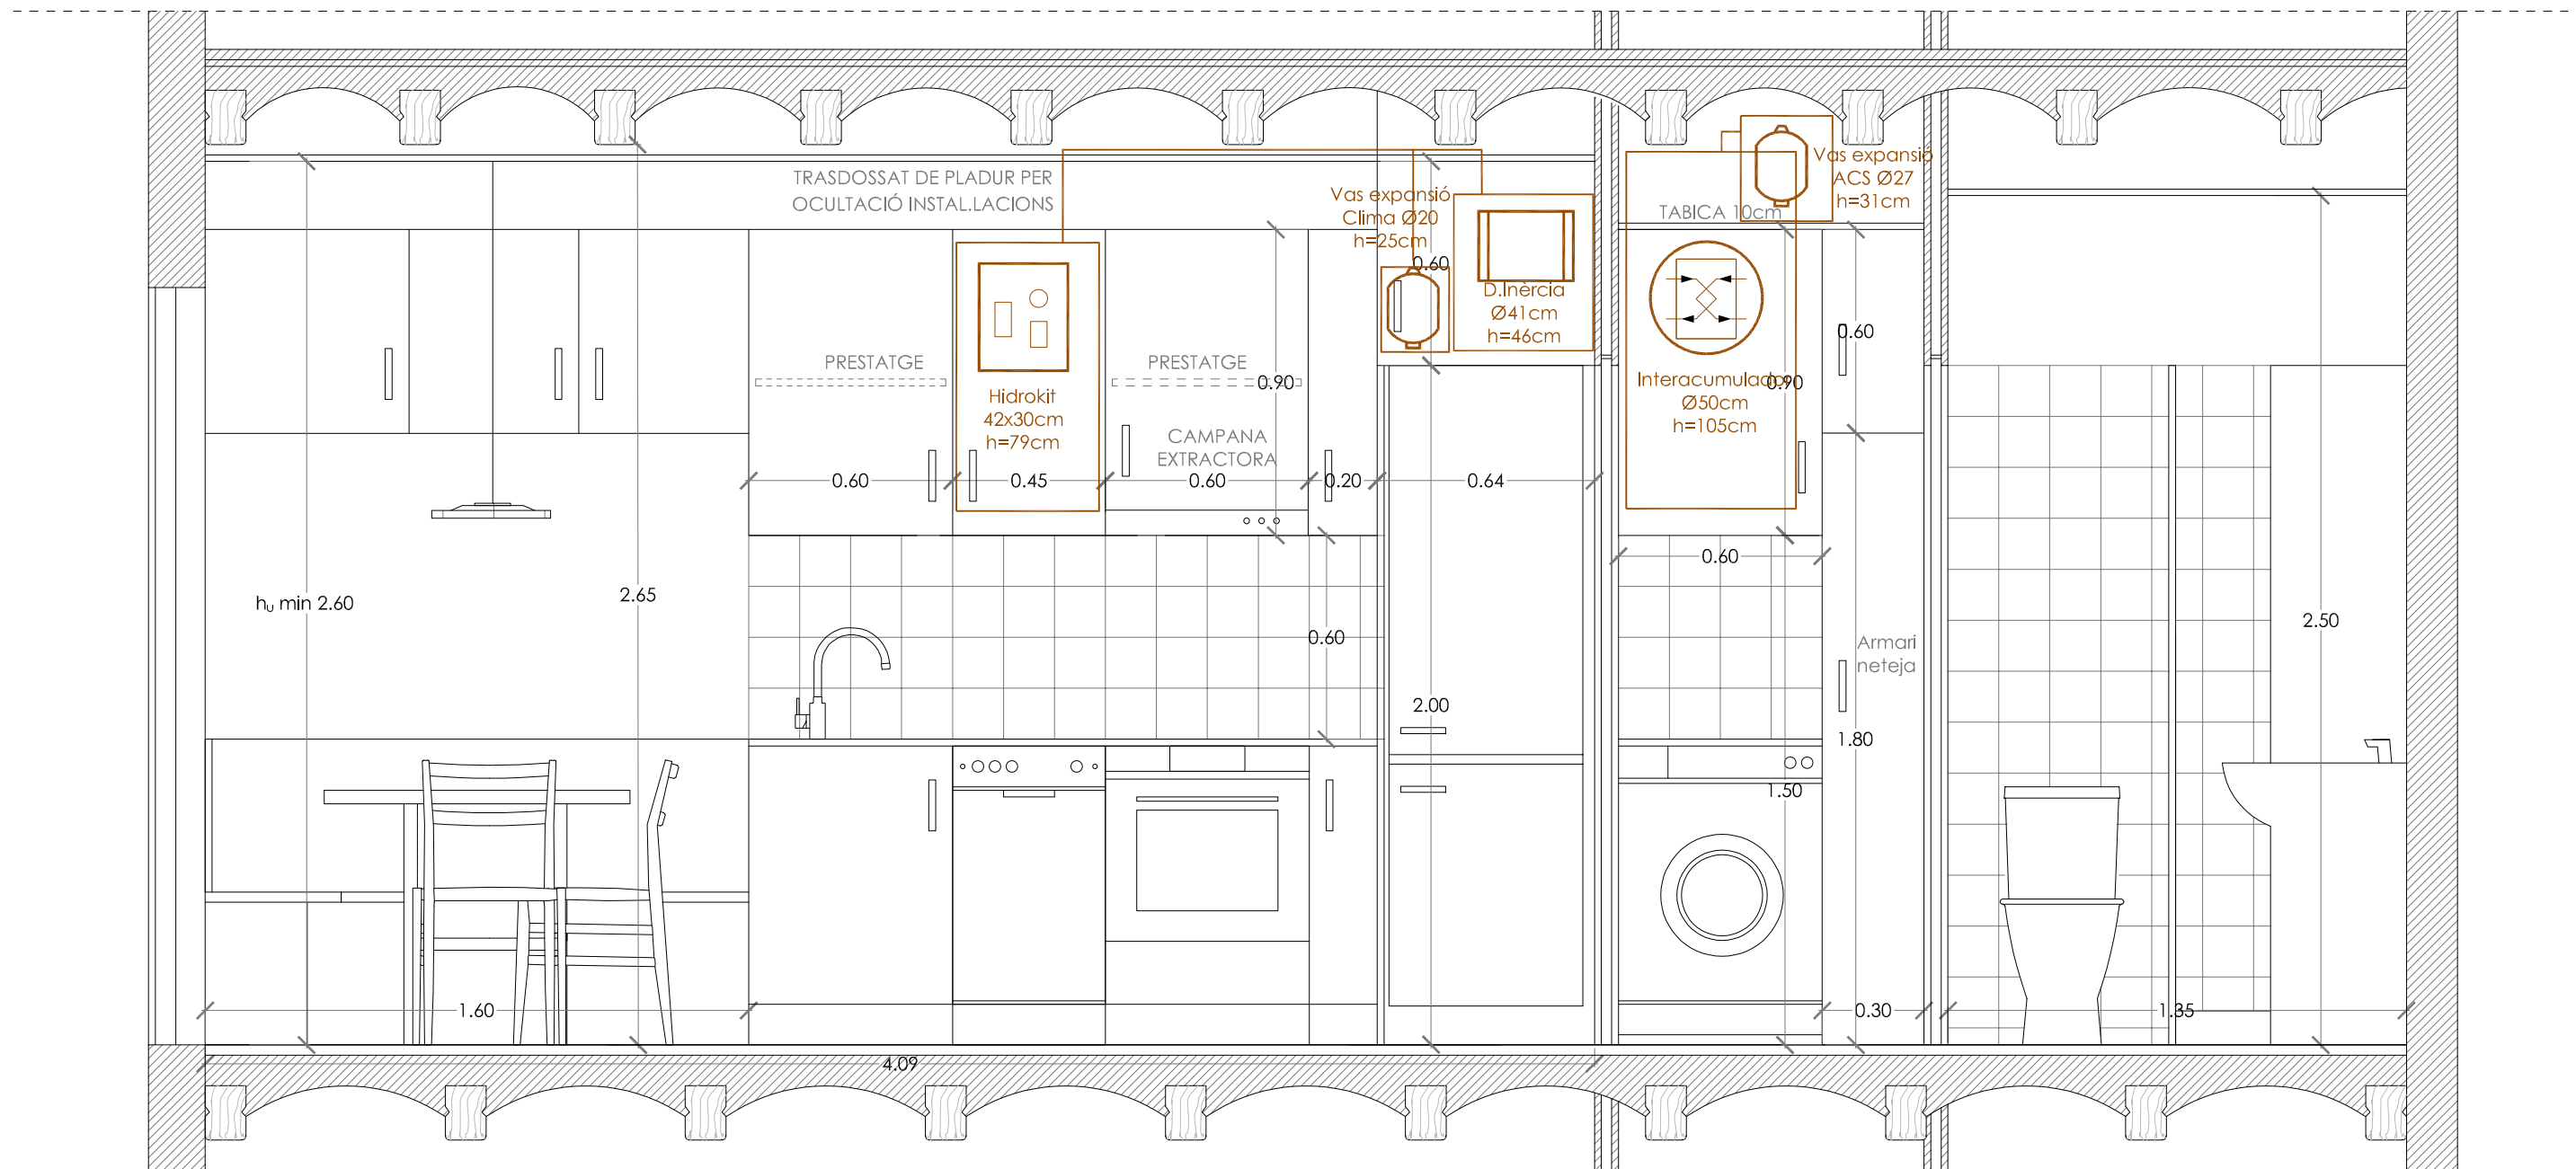 TRASDOSSAT DE PLADUR PER
OCULTACIÓ INSTAL.LACIONS
Vas expansió
Clima Ø20
h=25cm
0.60
D.Inèrcia
Ø41cm
h=46cm
Vas expansió
ACS Ø27
h=31cm
TABICA 10cm
PRESTATGE
PRESTATGE
0.90
Hidrokit
42x30cm
h=79cm
CAMPANA
EXTRACTORA
Interacumulador
Ø50cm
h=105cm
0.90
0.60
0.60
0.45
0.60
0.20
0.64
0.60
hu min 2.60
2.65
0.60
2.00
Armari
neteja
2.50
1.80
1.50
1.60
0.30
1.35
4.09